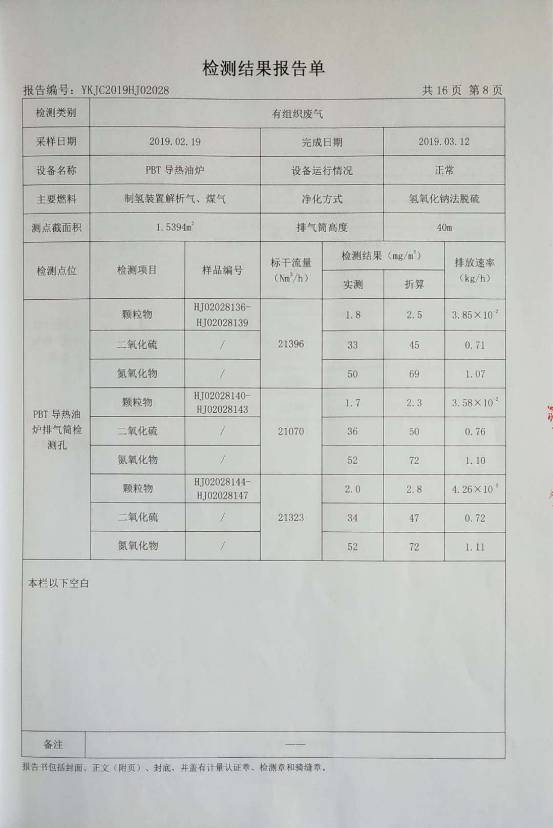 检测结果报告单
报告编号：YKJC2019HJ02028 共 16 页 第 8 页
检测类别 有组织废气
采样日期 2019.02.19 完成日期 2019.03.12
设备名称 PBT 导热油炉 设备运行情况 正常
主要燃料 制氢装置解析气、煤气 净化方式 氢氧化钠法脱硫
测点截面积 1.5394m² 排气筒高度 40m
检测点位 检测项目 样品编号 标干流量 检测结果（mg/m³） 排放速率
（Nm³/h） （kg/h）
实测 折算
颗粒物 HJ02028136-
HJ02028139 1.8 2.5 3.85×10⁻²
二氧化硫 / 21396 33 45 0.71
氮氧化物 / 50 69 1.07
PBT 导热油
炉排气筒检
测孔
颗粒物 HJ02028140-
HJ02028143 1.7 2.3 3.58×10⁻²
二氧化硫 / 21070 36 50 0.76
氮氧化物 / 52 72 1.10
颗粒物 HJ02028144-
HJ02028147 2.0 2.8 4.26×10
二氧化硫 / 21323 34 47 0.72
氮氧化物 / 52 72 1.11
本栏以下空白
备注 ——
报告书包括封面、正文（附页）、封底，并盖有计量认证章、检测章和骑缝章。